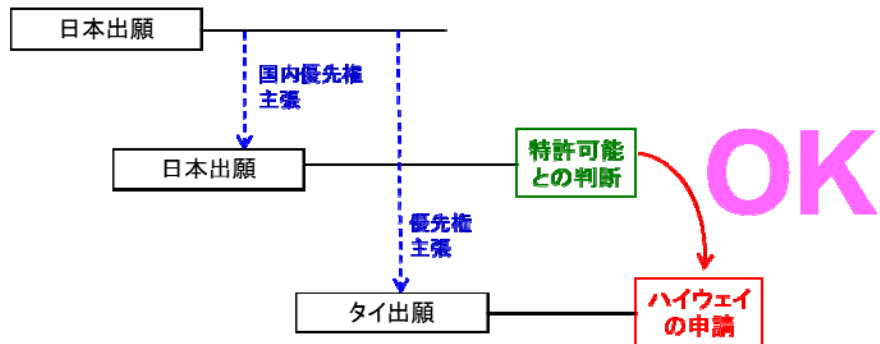 日本出願
国内優先権
主張
日本出願
特許可能
との判断
OK
優先権
主張
タイ出願
ハイウェイ
の申請